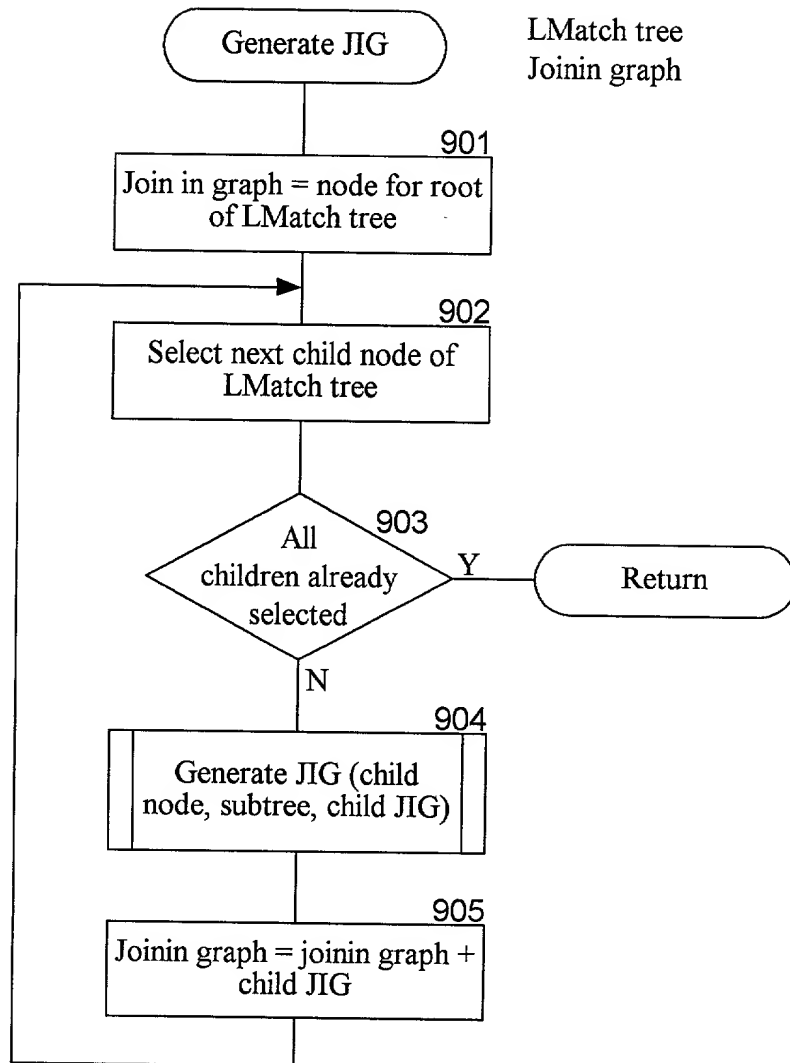 Generate JIG
LMatch tree
Joinin graph
901
Join in graph = node for root
of LMatch tree
902
Select next child node of
LMatch tree
903
All
children already
selected
Y
Return
N
904
Generate JIG (child
node, subtree, child JIG)
905
Joinin graph = joinin graph +
child JIG